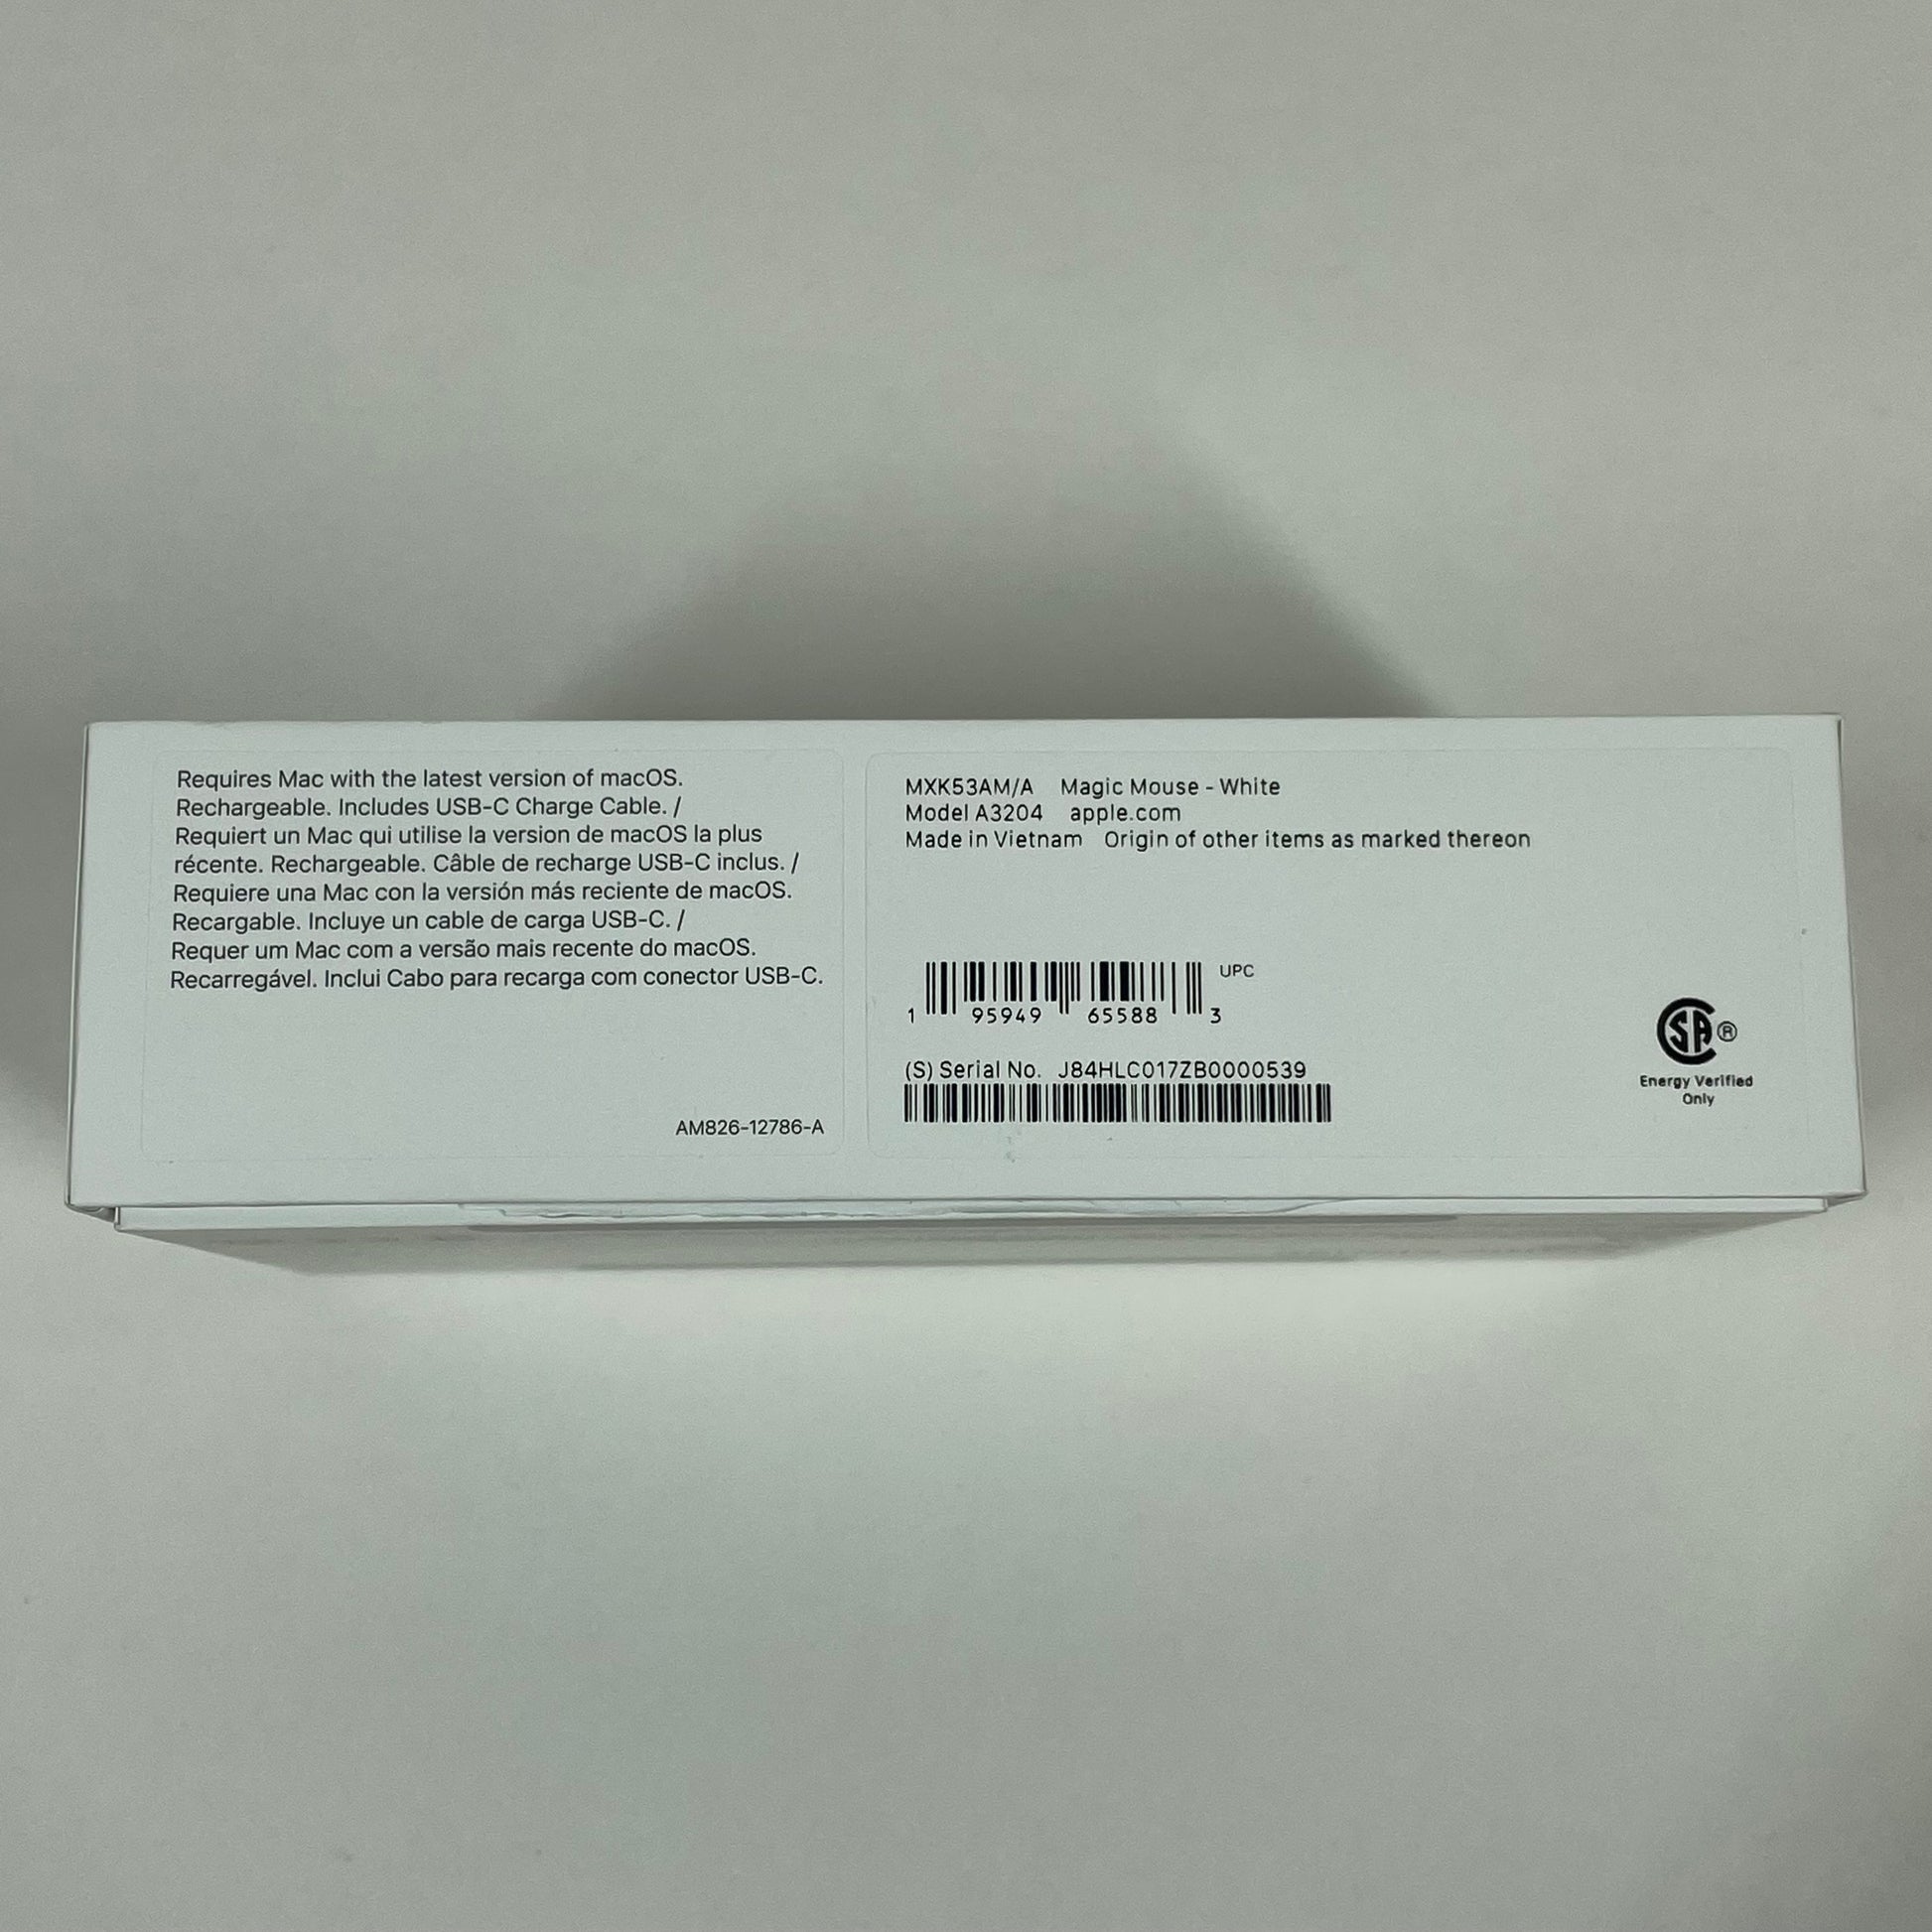 Requires Mac with the latest version of macOS.
Rechargeable. Includes USB-C Charge Cable. /
Requiert un Mac qui utilise la version de macOS la plus
récente. Rechargeable. Câble de recharge USB-C inclus. /
Requiere una Mac con la versión más reciente de macOS.
Recargable. Incluye un cable de carga USB-C. /
Requer um Mac com a versão mais recente do macOS.
Recarregável. Inclui Cabo para recarga com conector USB-C.
AM826-12786-A
MXK53AM/A Magic Mouse - White
Model A3204 apple.com
Made in Vietnam Origin of other items as marked thereon
UPC
1 95949 65588 3
(S) Serial No. J84HLC017ZB0000539
SA ®
Energy Verified
Only